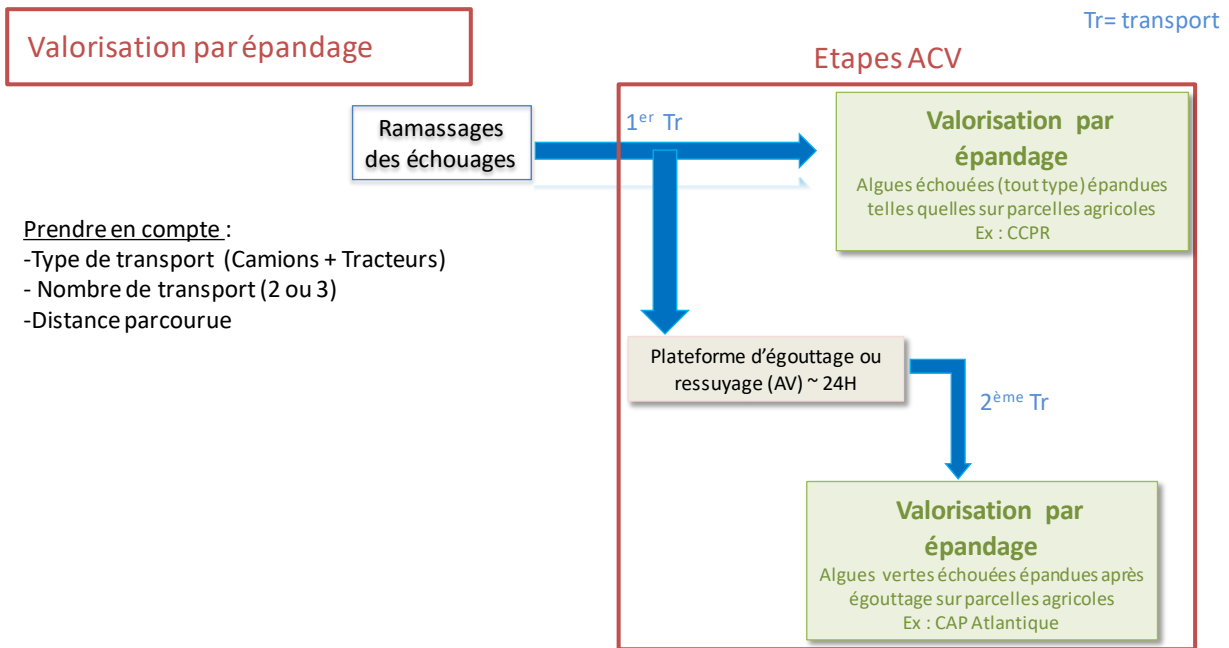 Tr= transport
Valorisation par épandage
Etapes ACV
Ramassages
des échouages
1er Tr
Valorisation par
épandage
Algues échouées (tout type) épandues
telles quelles sur parcelles agricoles
Ex : CCPR
Prendre en compte :
-Type de transport (Camions + Tracteurs)
- Nombre de transport (2 ou 3)
-Distance parcourue
Plateforme d'égouttage ou
ressuyage (AV) ~ 24H
2ème Tr
Valorisation par
épandage
Algues vertes échouées épandues après
égouttage sur parcelles agricoles
Ex : CAP Atlantique